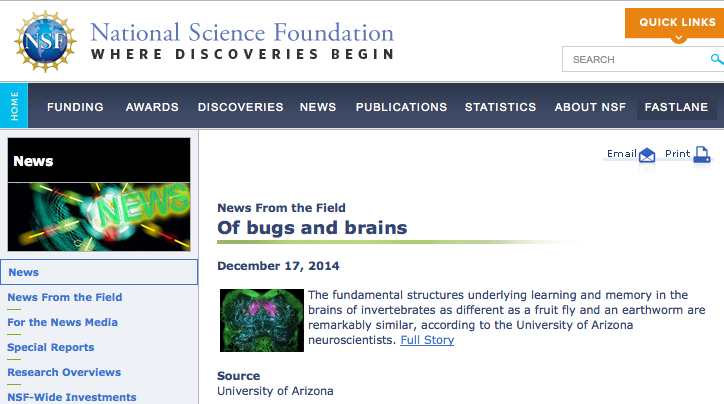 NSF
National Science Foundation
WHERE DISCOVERIES BEGIN
QUICK LINKS
SEARCH
HOME
FUNDING AWARDS DISCOVERIES NEWS PUBLICATIONS STATISTICS ABOUT NSF FASTLANE
Email Print
News
NEWS
News
News From the Field
For the News Media
Special Reports
Research Overviews
NSF-Wide Investments
News From the Field
Of bugs and brains
December 17, 2014
The fundamental structures underlying learning and memory in the
brains of invertebrates as different as a fruit fly and an earthworm are
remarkably similar, according to the University of Arizona
neuroscientists. Full Story
Source
University of Arizona